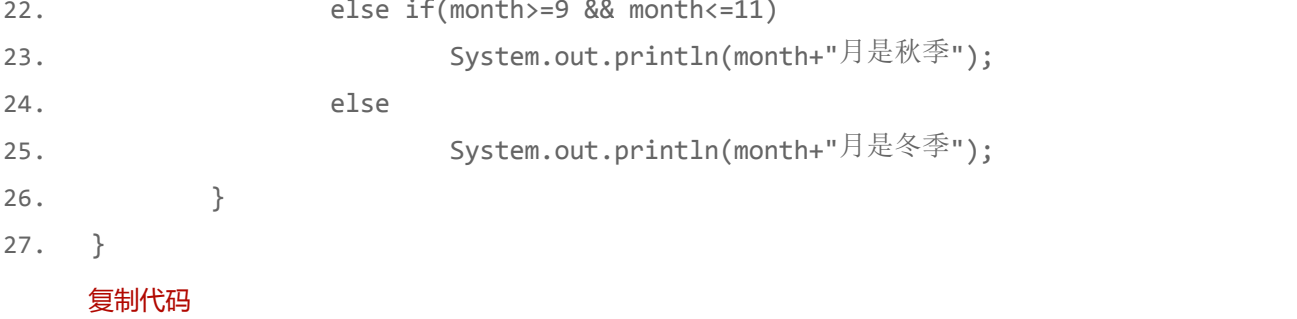 22. else if(month>=9 && month<=11)
23. System.out.println(month+"月是秋季");
24. else
25. System.out.println(month+"月是冬季");
26. }
27. }
复制代码